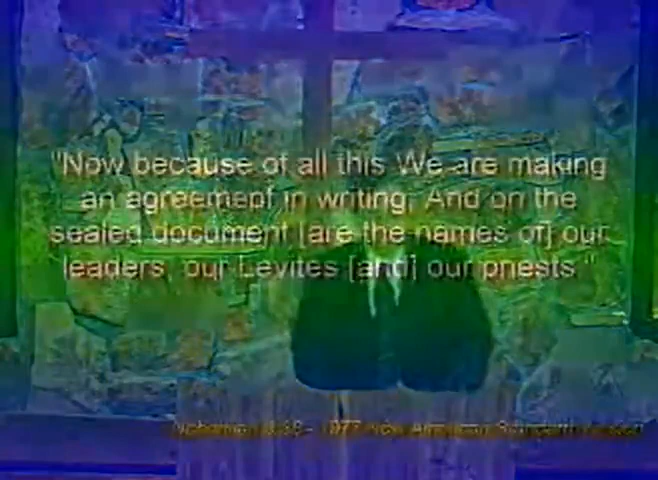 "Now because of all this We are making
an agreement in writing; And on the
sealed document [are the names of] our
leaders, our Levites [and] our priests."
Nehemiah 9:38 - 1977 New American Standard Version